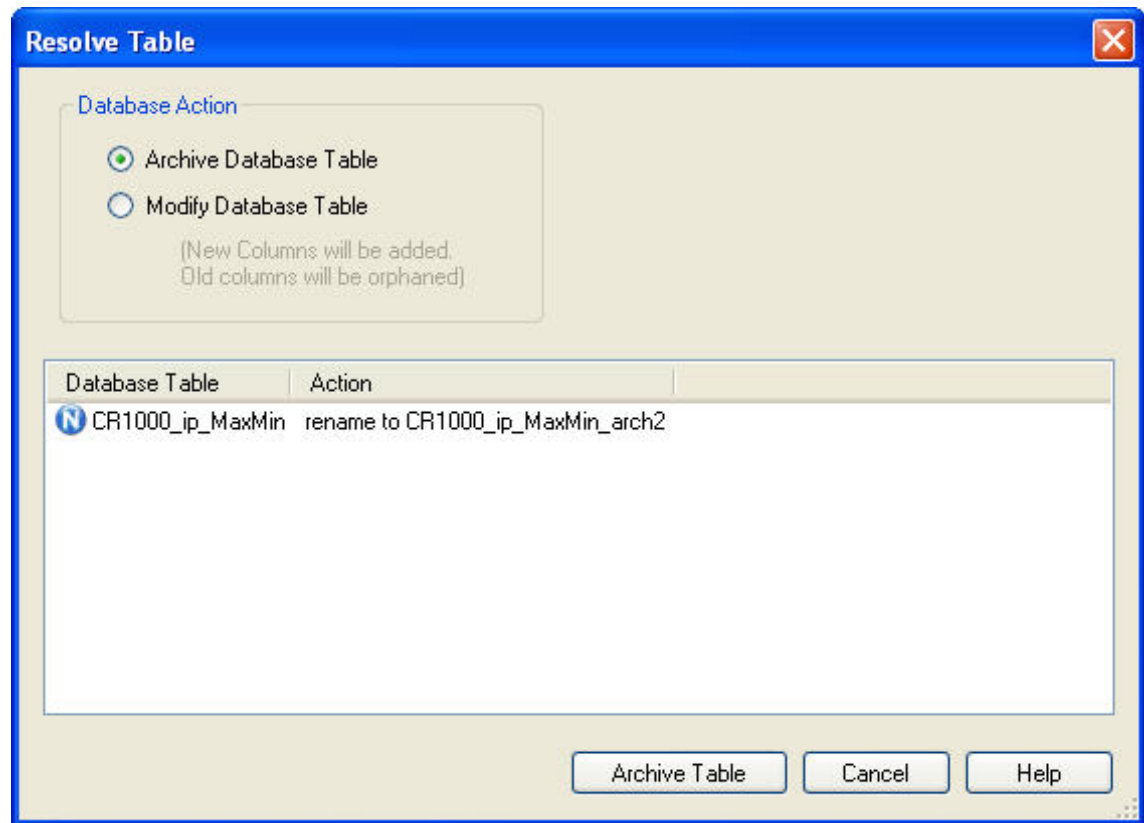 Resolve Table
Database Action
Archive Database Table
Modify Database Table
(New Columns will be added.
Old columns will be orphaned)
Database Table Action
N CR1000_ip_MaxMin rename to CR1000_ip_MaxMin_arch2
Archive Table Cancel Help